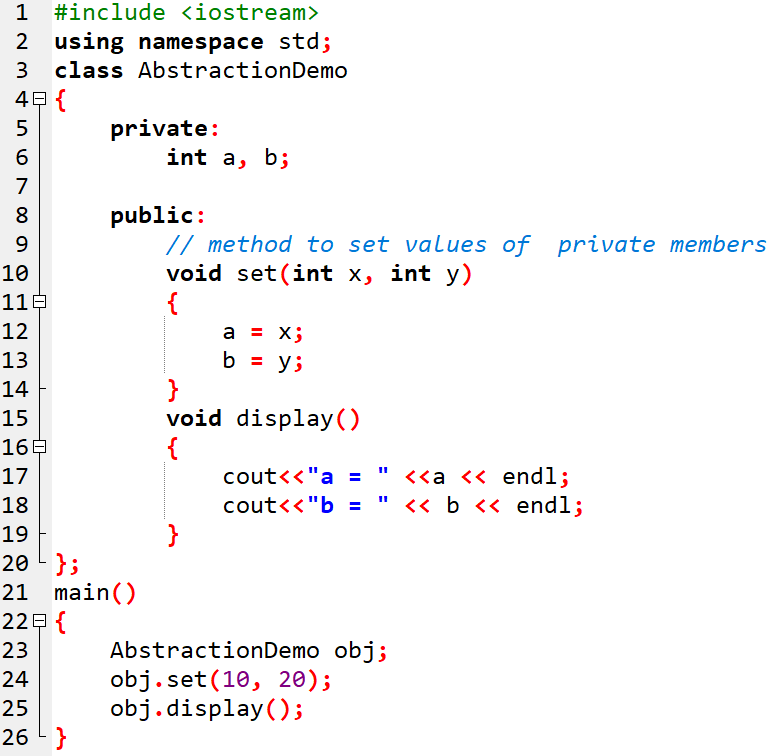 1 #include <iostream>
2 using namespace std;
3 class AbstractionDemo
4 {
5     private:
6         int a, b;
7
8     public:
9         // method to set values of  private members
10         void set(int x, int y)
11         {
12             a = x;
13             b = y;
14         }
15         void display()
16         {
17             cout<<"a = " <<a << endl;
18             cout<<"b = " << b << endl;
19         }
20 };
21 main()
22 {
23     AbstractionDemo obj;
24     obj.set(10, 20);
25     obj.display();
26 }